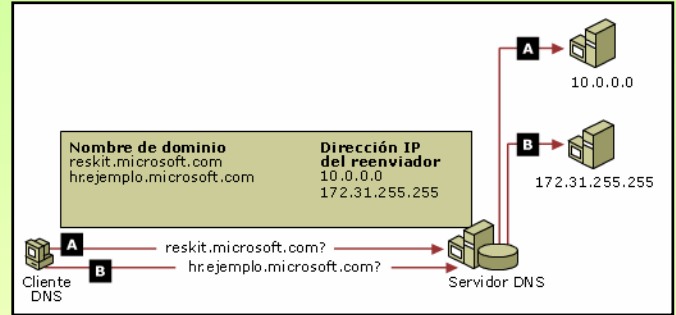 A
10.0.0.0
B
172.31.255.255
Nombre de dominio
reskit.microsoft.com
hr.ejemplo.microsoft.com
Dirección IP
del reenviador
10.0.0.0
172.31.255.255
A
reskit.microsoft.com?
B
hr.ejemplo.microsoft.com?
Cliente
DNS
Servidor DNS